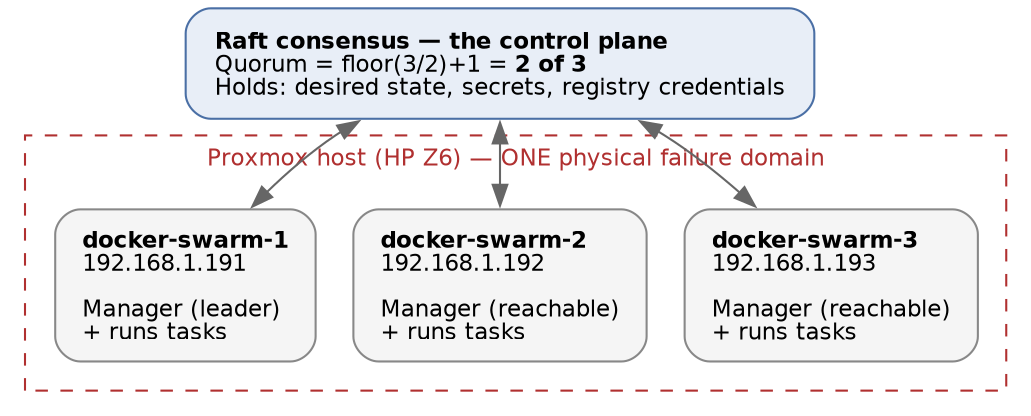 Raft consensus — the control plane
Quorum = floor(3/2)+1 = 2 of 3
Holds: desired state, secrets, registry credentials
Proxmox host (HP Z6) — ONE physical failure domain
docker-swarm-1
192.168.1.191
Manager (leader)
+ runs tasks
docker-swarm-2
192.168.1.192
Manager (reachable)
+ runs tasks
docker-swarm-3
192.168.1.193
Manager (reachable)
+ runs tasks